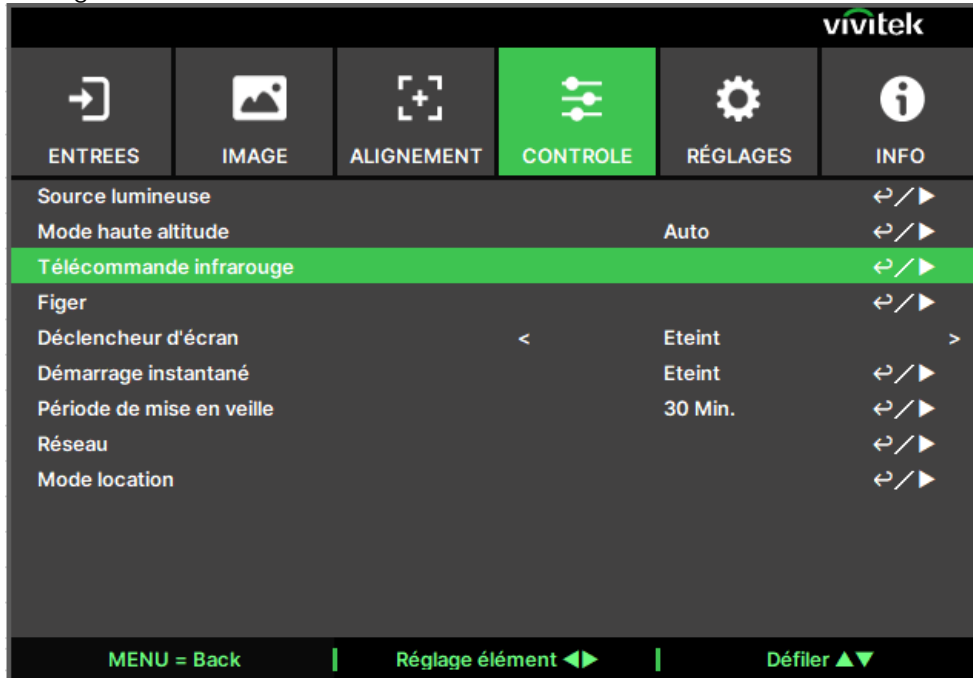 vivitek
ENTREES IMAGE ALIGNEMENT CONTROLE RÉGLAGES INFO
Source lumineuse
Mode haute altitude Auto
Télécommande infrarouge
Figer
Déclencheur d'écran < Eteint >
Démarrage instantané Eteint
Période de mise en veille 30 Min.
Réseau
Mode location
MENU = Back Réglage élément ◀▶ Défiler ▲▼